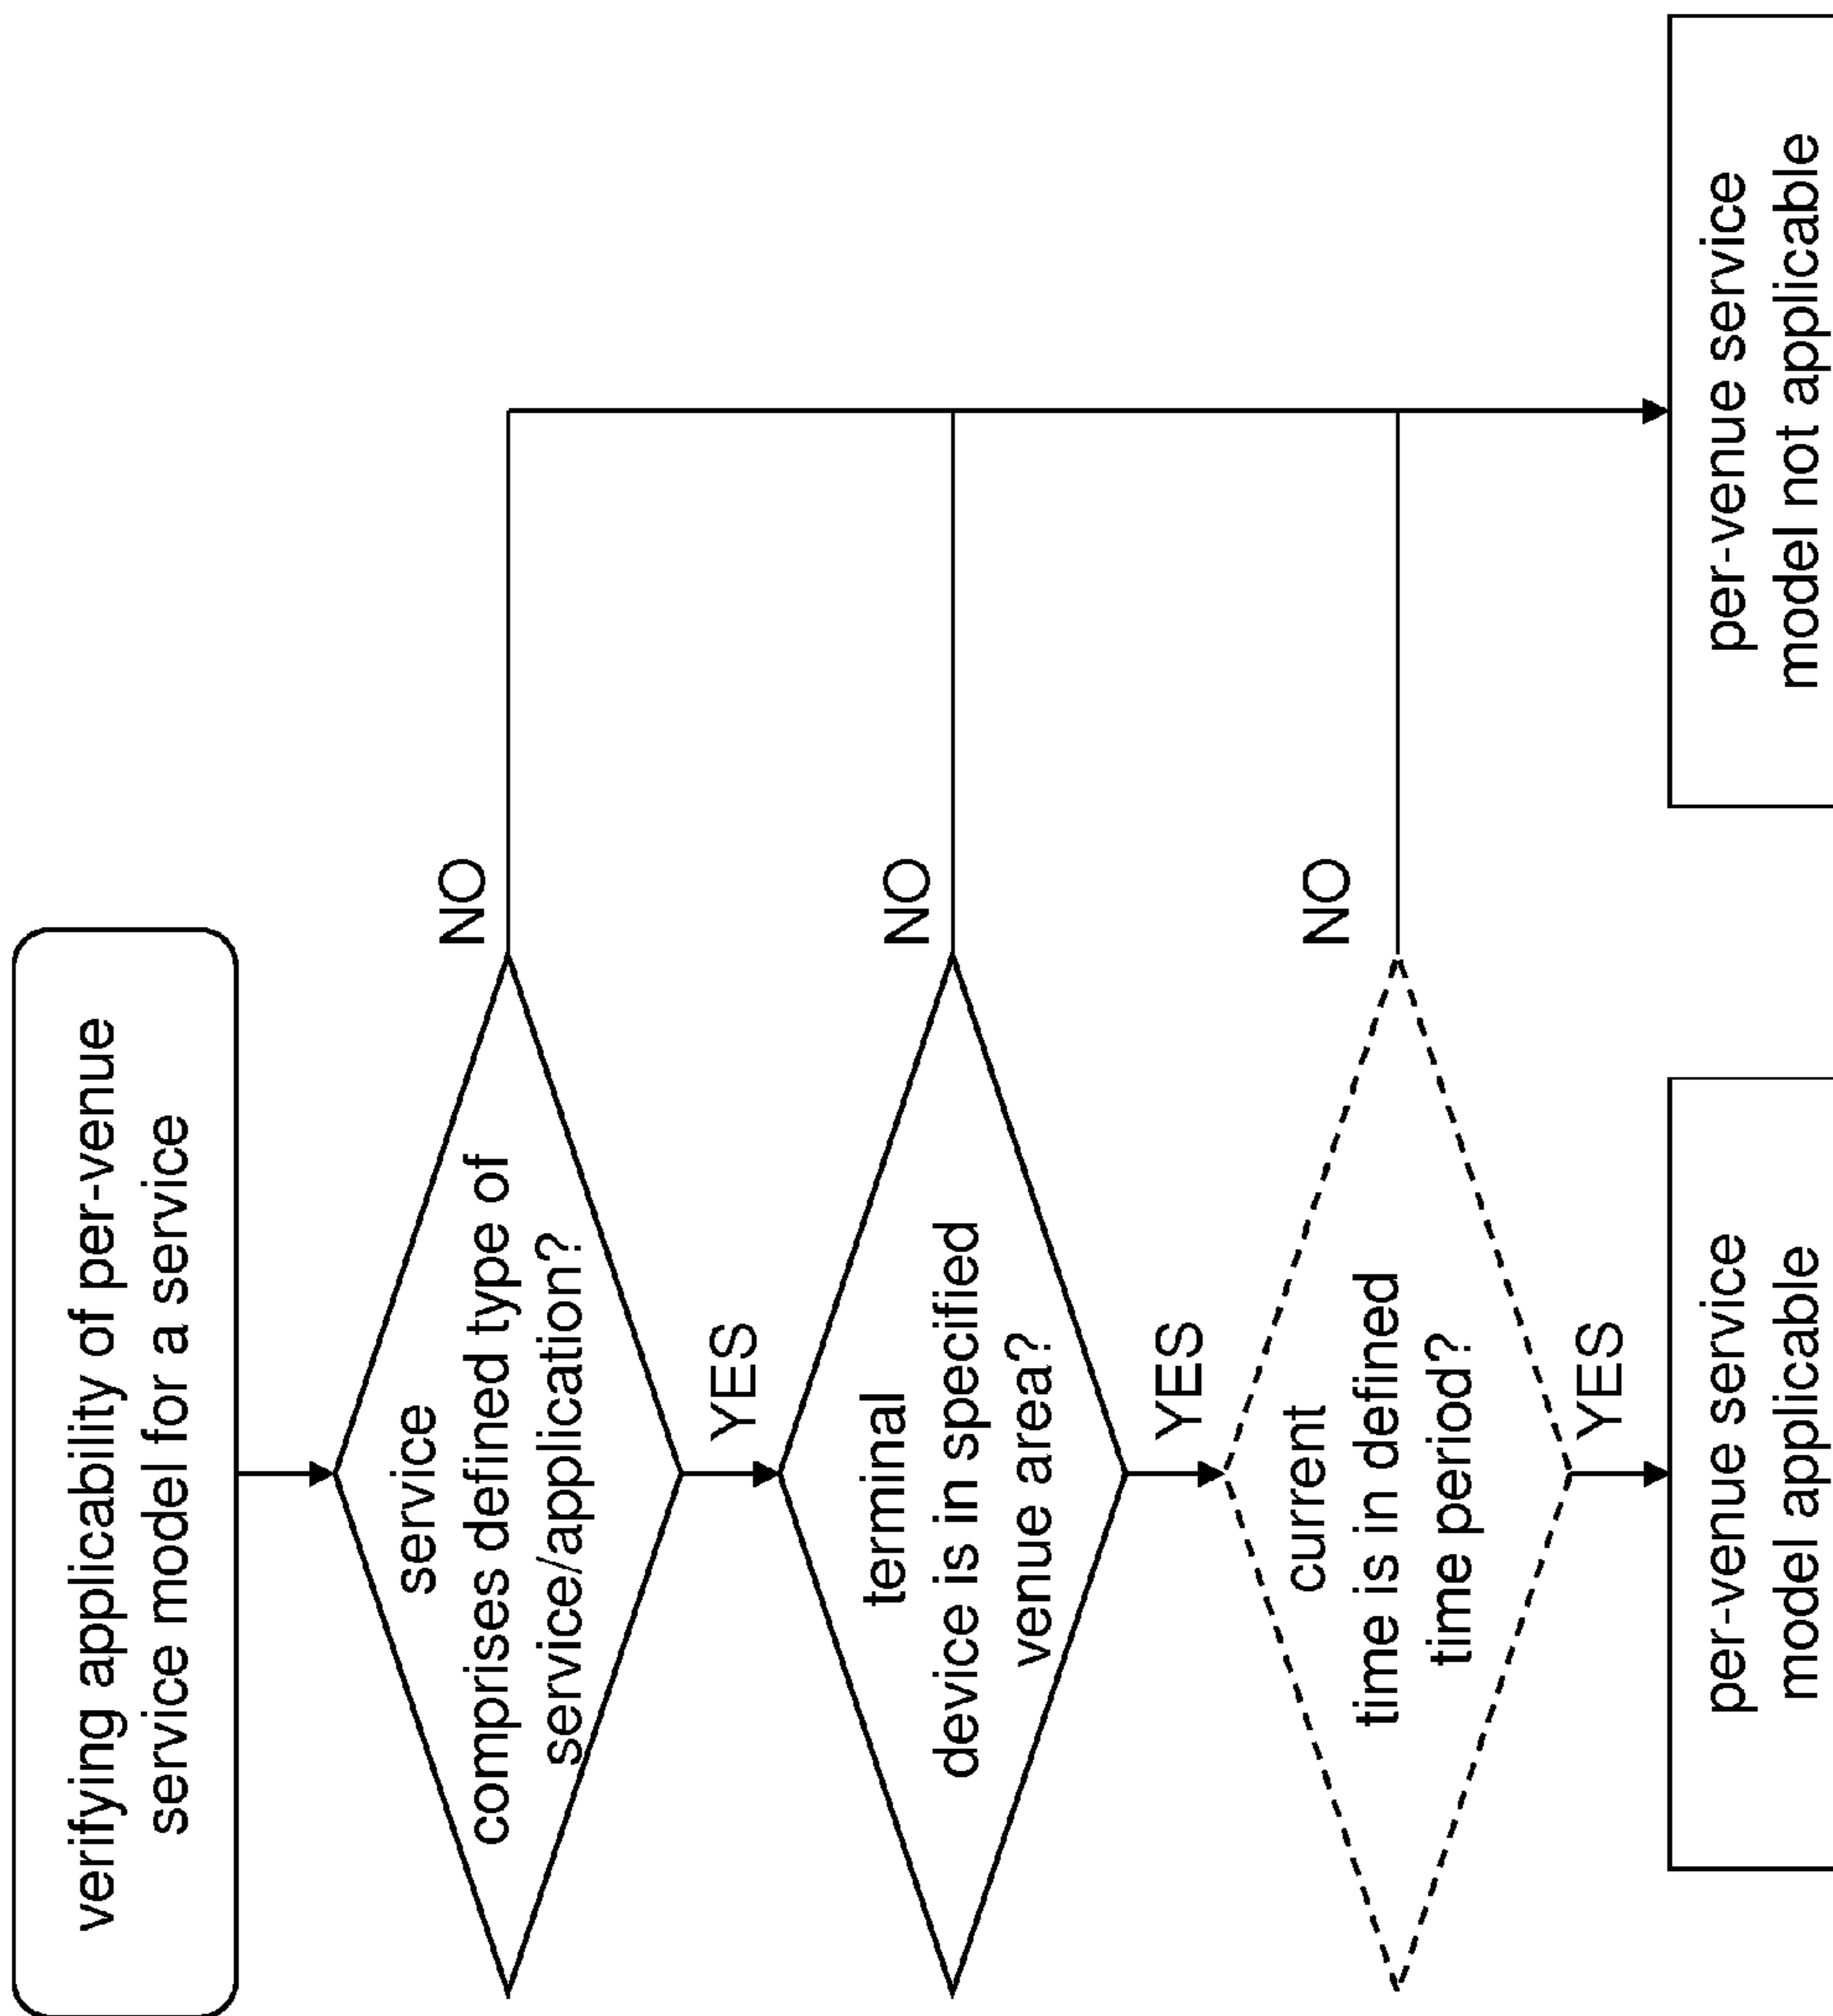 verifying applicability of per-venue
service model for a service
service
comprises defined type of
service/application?
NO
YES
terminal
device is in specified
venue area?
NO
YES
current
time is in defined
time period?
NO
YES
per-venue service
model applicable
per-venue service
model not applicable